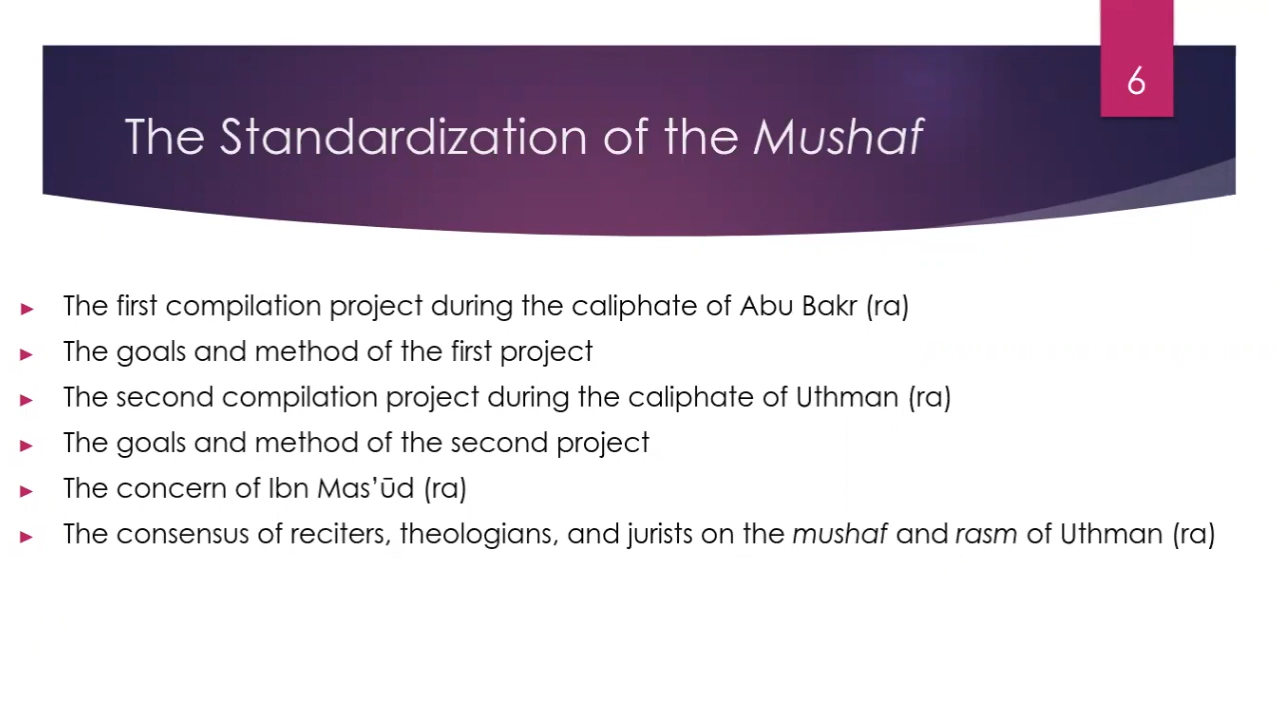 6
The Standardization of the Mushaf
► The first compilation project during the caliphate of Abu Bakr (ra)
► The goals and method of the first project
► The second compilation project during the caliphate of Uthman (ra)
► The goals and method of the second project
► The concern of Ibn Mas’ūd (ra)
► The consensus of reciters, theologians, and jurists on the mushaf and rasm of Uthman (ra)